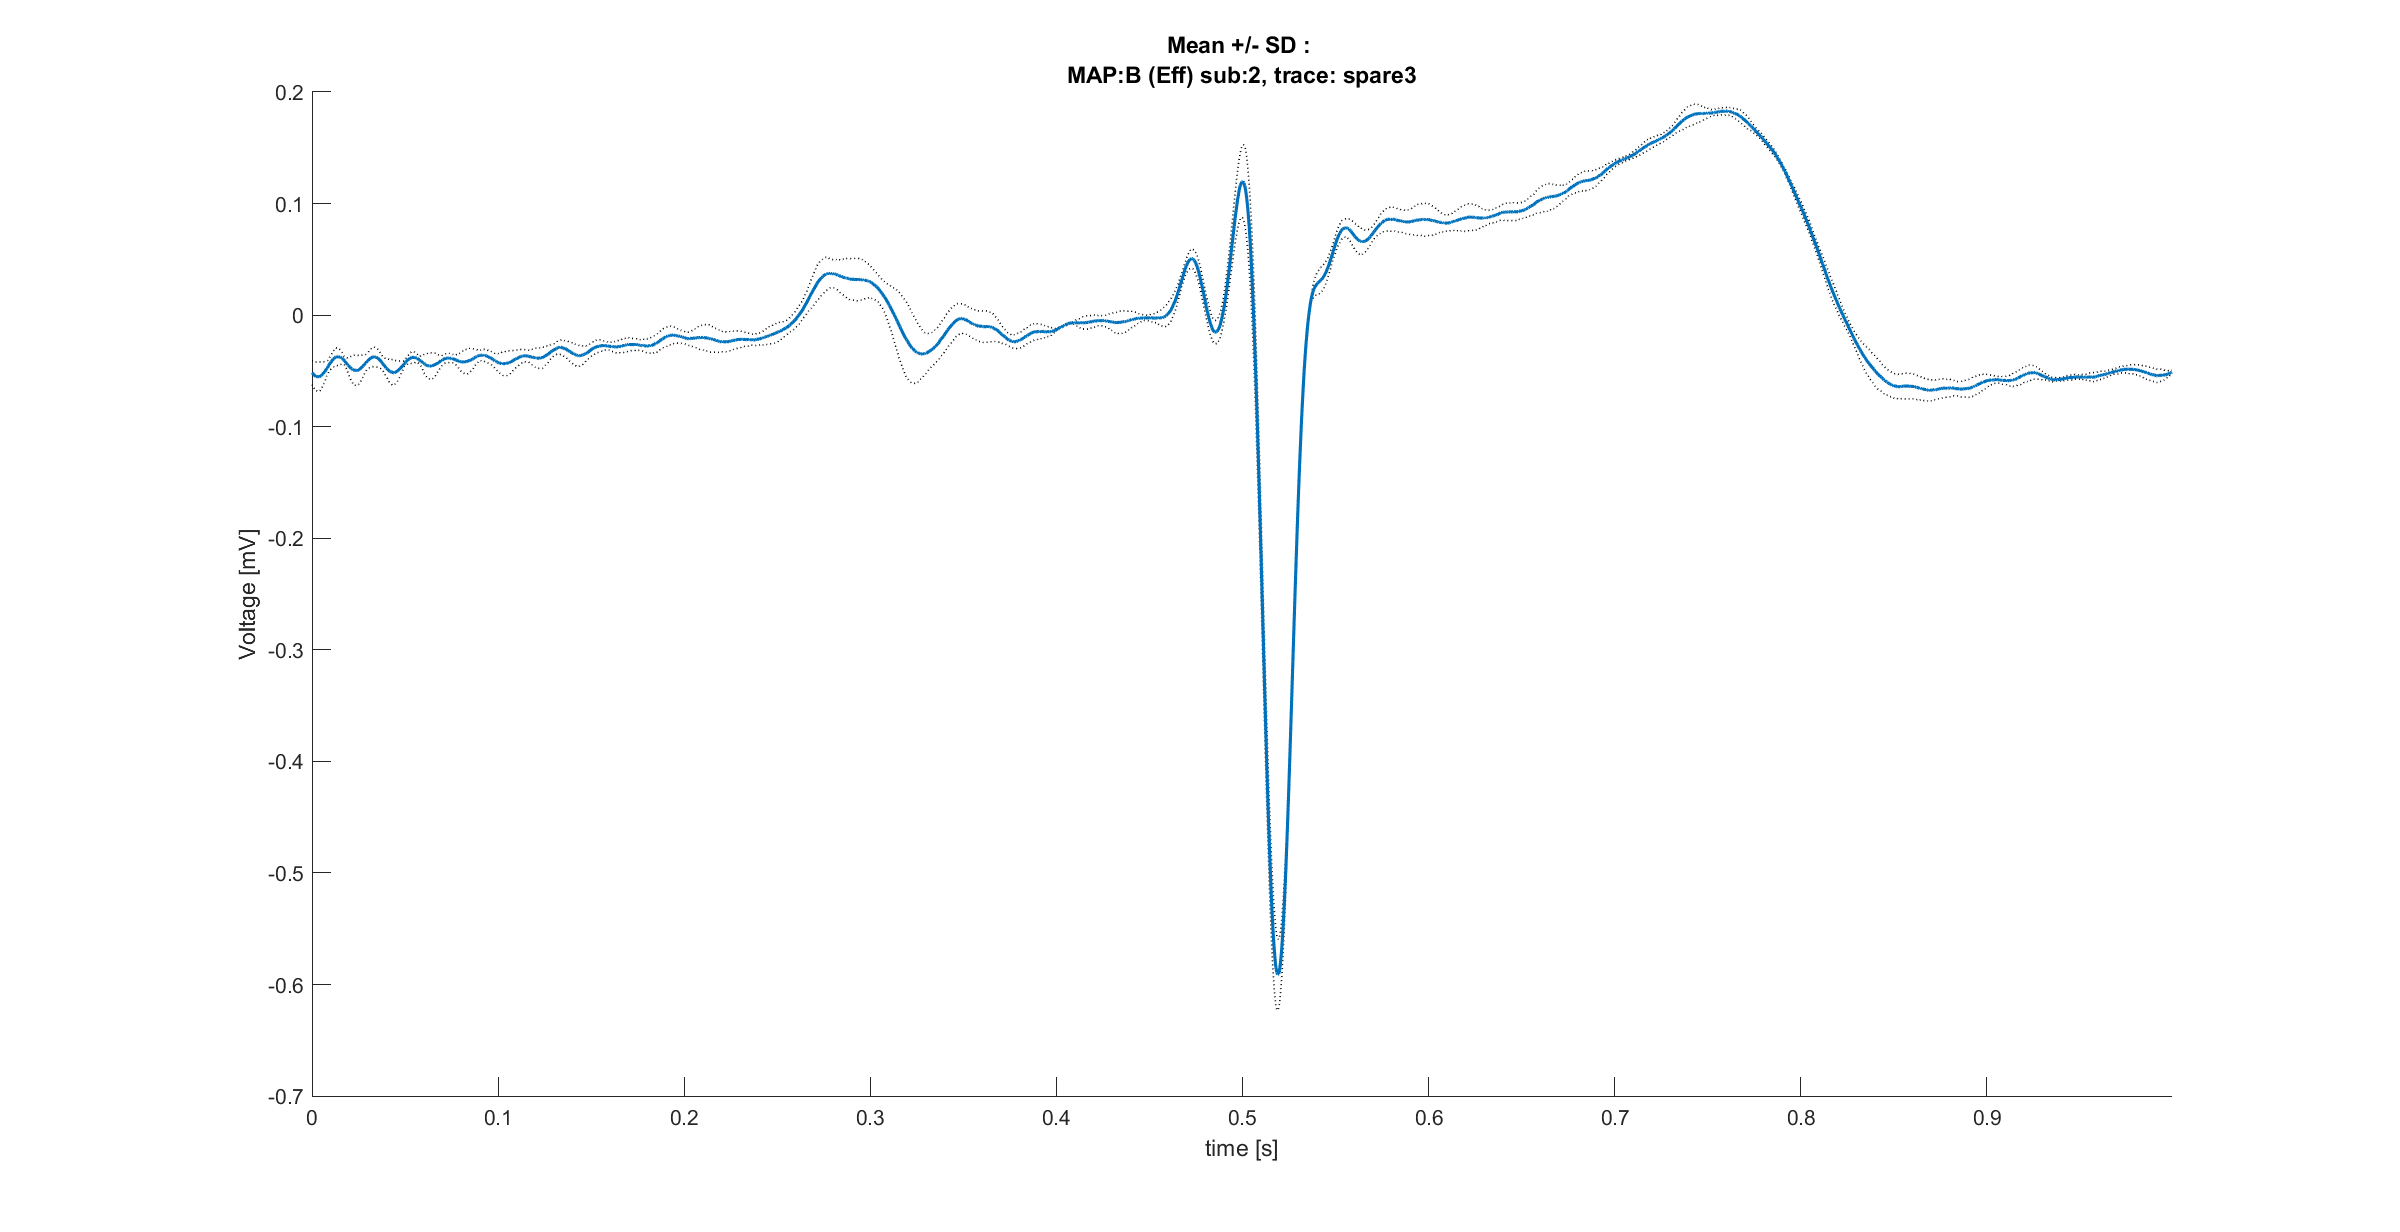 Mean +/- SD :
MAP:B (Eff) sub:2, trace: spare3
0.2
0.1
0
-0.1
-0.2
-0.3
-0.4
-0.5
-0.6
-0.7
Voltage [mV]
0 0.1 0.2 0.3 0.4 0.5 0.6 0.7 0.8 0.9
time [s]